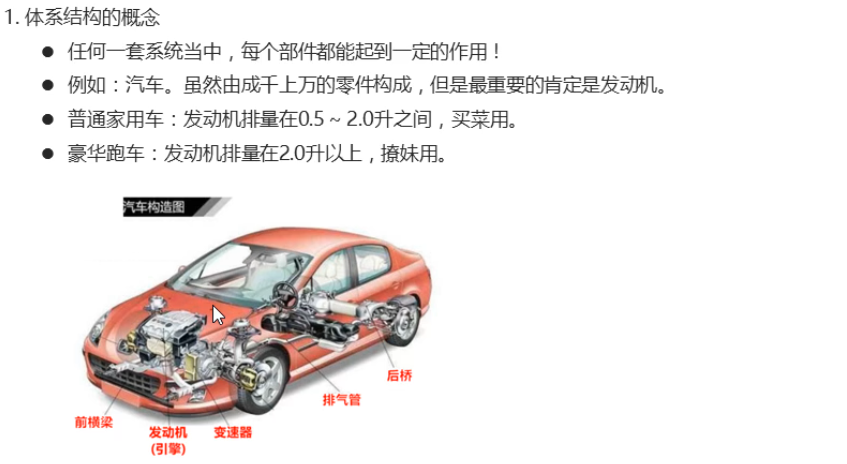 1. 体系结构的概念
● 任何一套系统当中，每个部件都能起到一定的作用！
● 例如：汽车。虽然由成千上万的零件构成，但是最重要的肯定是发动机。
● 普通家用车：发动机排量在0.5 ~ 2.0升之间，买菜用。
● 豪华跑车：发动机排量在2.0升以上，撩妹用。
汽车构造图
后桥
排气管
前横梁
发动机
(引擎)
变速器